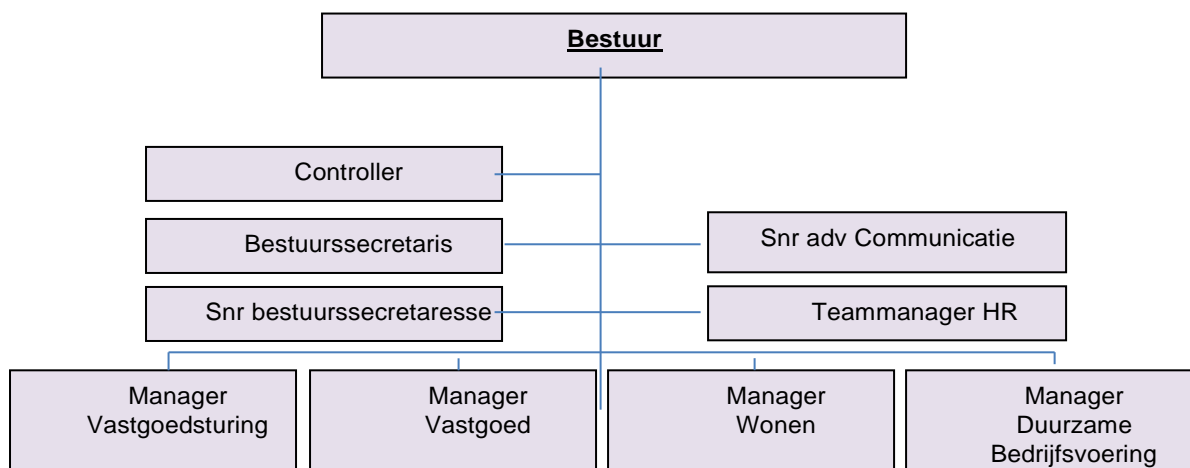 Bestuur
Controller
Bestuurssecretaris
Snr adv Communicatie
Snr bestuurssecretaresse
Teammanager HR
Manager
Vastgoedsturing
Manager
Vastgoed
Manager
Wonen
Manager
Duurzame
Bedrijfsvoering